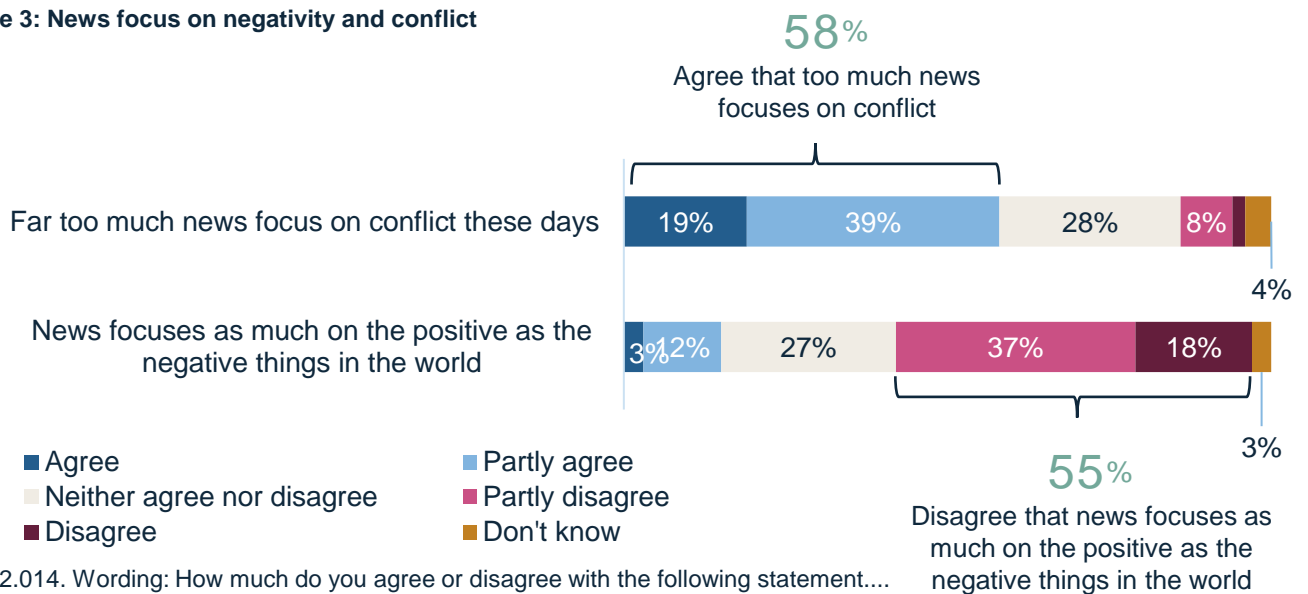 e 3: News focus on negativity and conflict
58%
Agree that too much news
focuses on conflict
Far too much news focus on conflict these days
19%
39%
28%
8%
4%
News focuses as much on the positive as the
negative things in the world
3%
12%
27%
37%
18%
3%
Agree
Partly agree
Neither agree nor disagree
Partly disagree
Disagree
Don't know
55%
Disagree that news focuses as
much on the positive as the
negative things in the world
2.014. Wording: How much do you agree or disagree with the following statement....